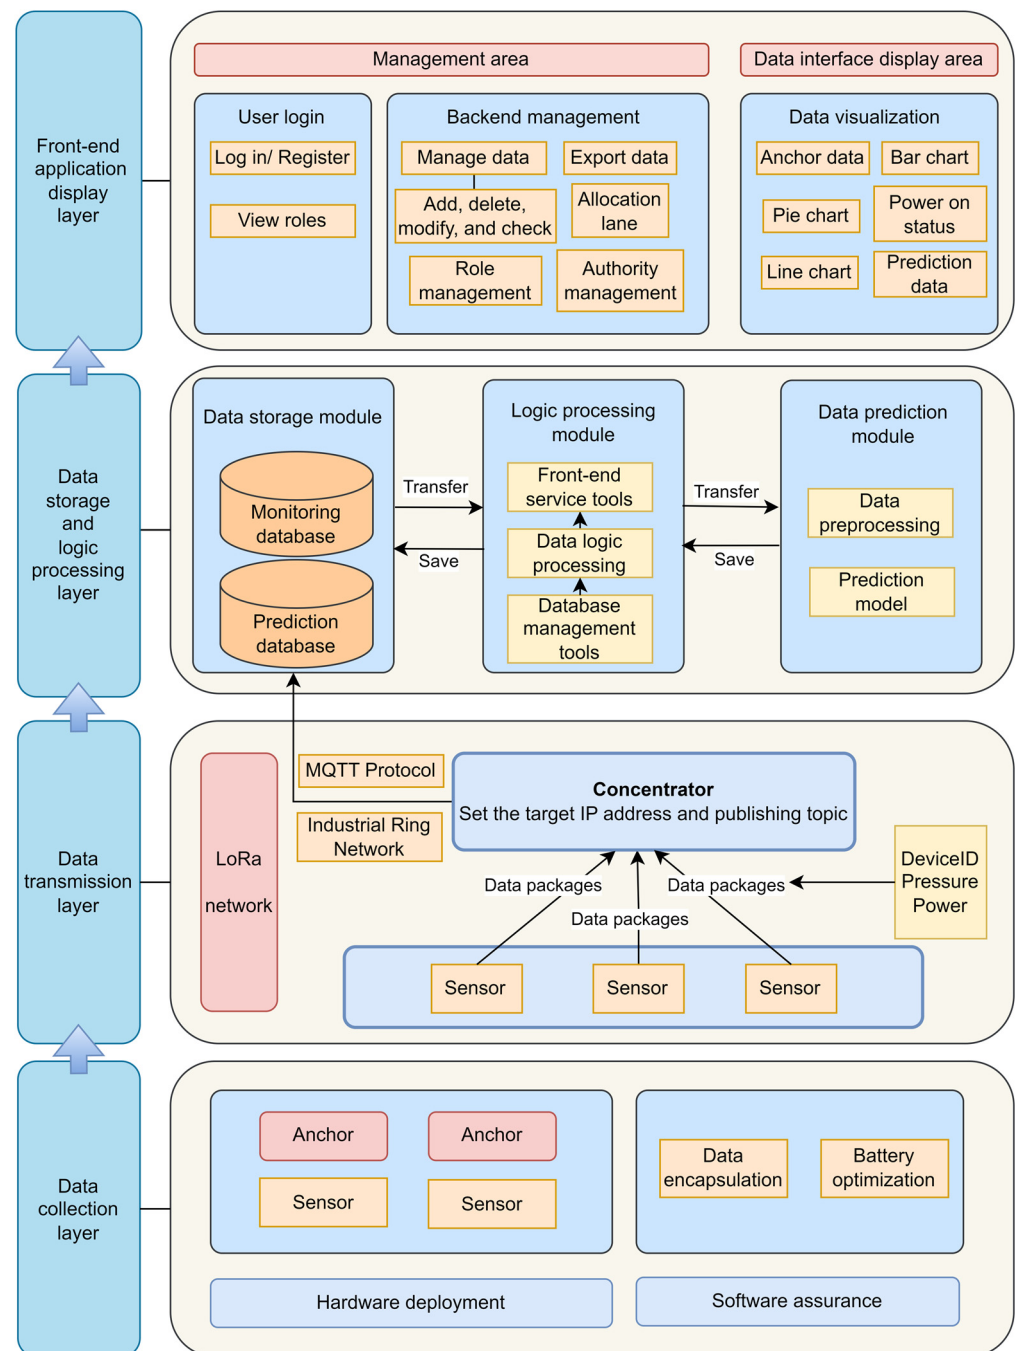 Front-end
application
display
layer
Management area
Data interface display area
User login
Log in/ Register
View roles
Backend management
Manage data
Export data
Add, delete,
modify, and check
Allocation
lane
Role
management
Authority
management
Data visualization
Anchor data
Bar chart
Pie chart
Power on
status
Line chart
Prediction
data
Data
storage
and
logic
processing
layer
Data storage module
Monitoring
database
Prediction
database
Transfer
Save
Logic processing
module
Front-end
service tools
Data logic
processing
Database
management
tools
Transfer
Save
Data prediction
module
Data
preprocessing
Prediction
model
Data
transmission
layer
LoRa
network
MQTT Protocol
Industrial Ring
Network
Concentrator
Set the target IP address and publishing topic
Data packages
Data packages
Data packages
DeviceID
Pressure
Power
Sensor
Sensor
Sensor
Data
collection
layer
Anchor
Anchor
Sensor
Sensor
Data
encapsulation
Battery
optimization
Hardware deployment
Software assurance